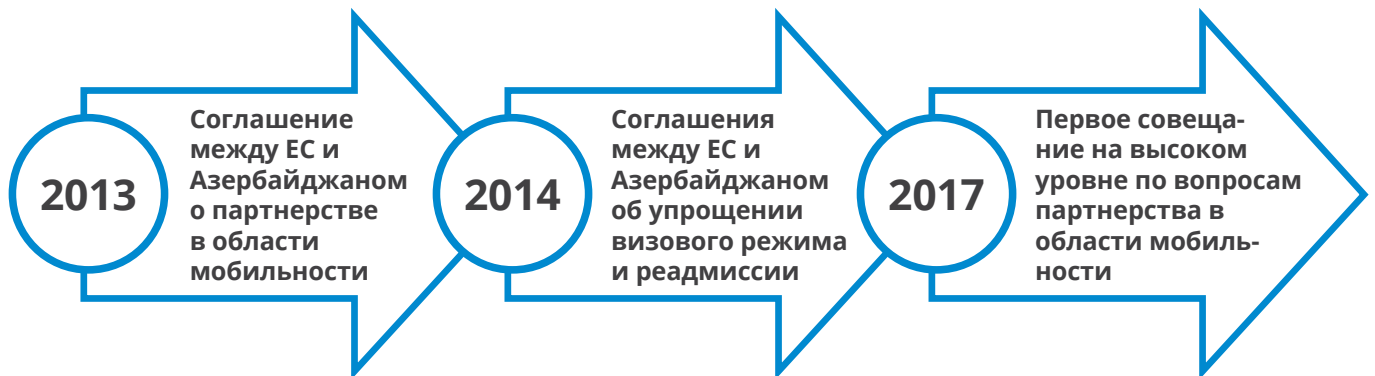 2013
Соглашение
между ЕС и
Азербайджаном
о партнерстве
в области
мобильности
2014
Соглашения
между ЕС и
Азербайджаном
об упрощении
визового режима
и реадмиссии
2017
Первое совеща-
ние на высоком
уровне по вопросам
партнерства в
области мобиль-
ности